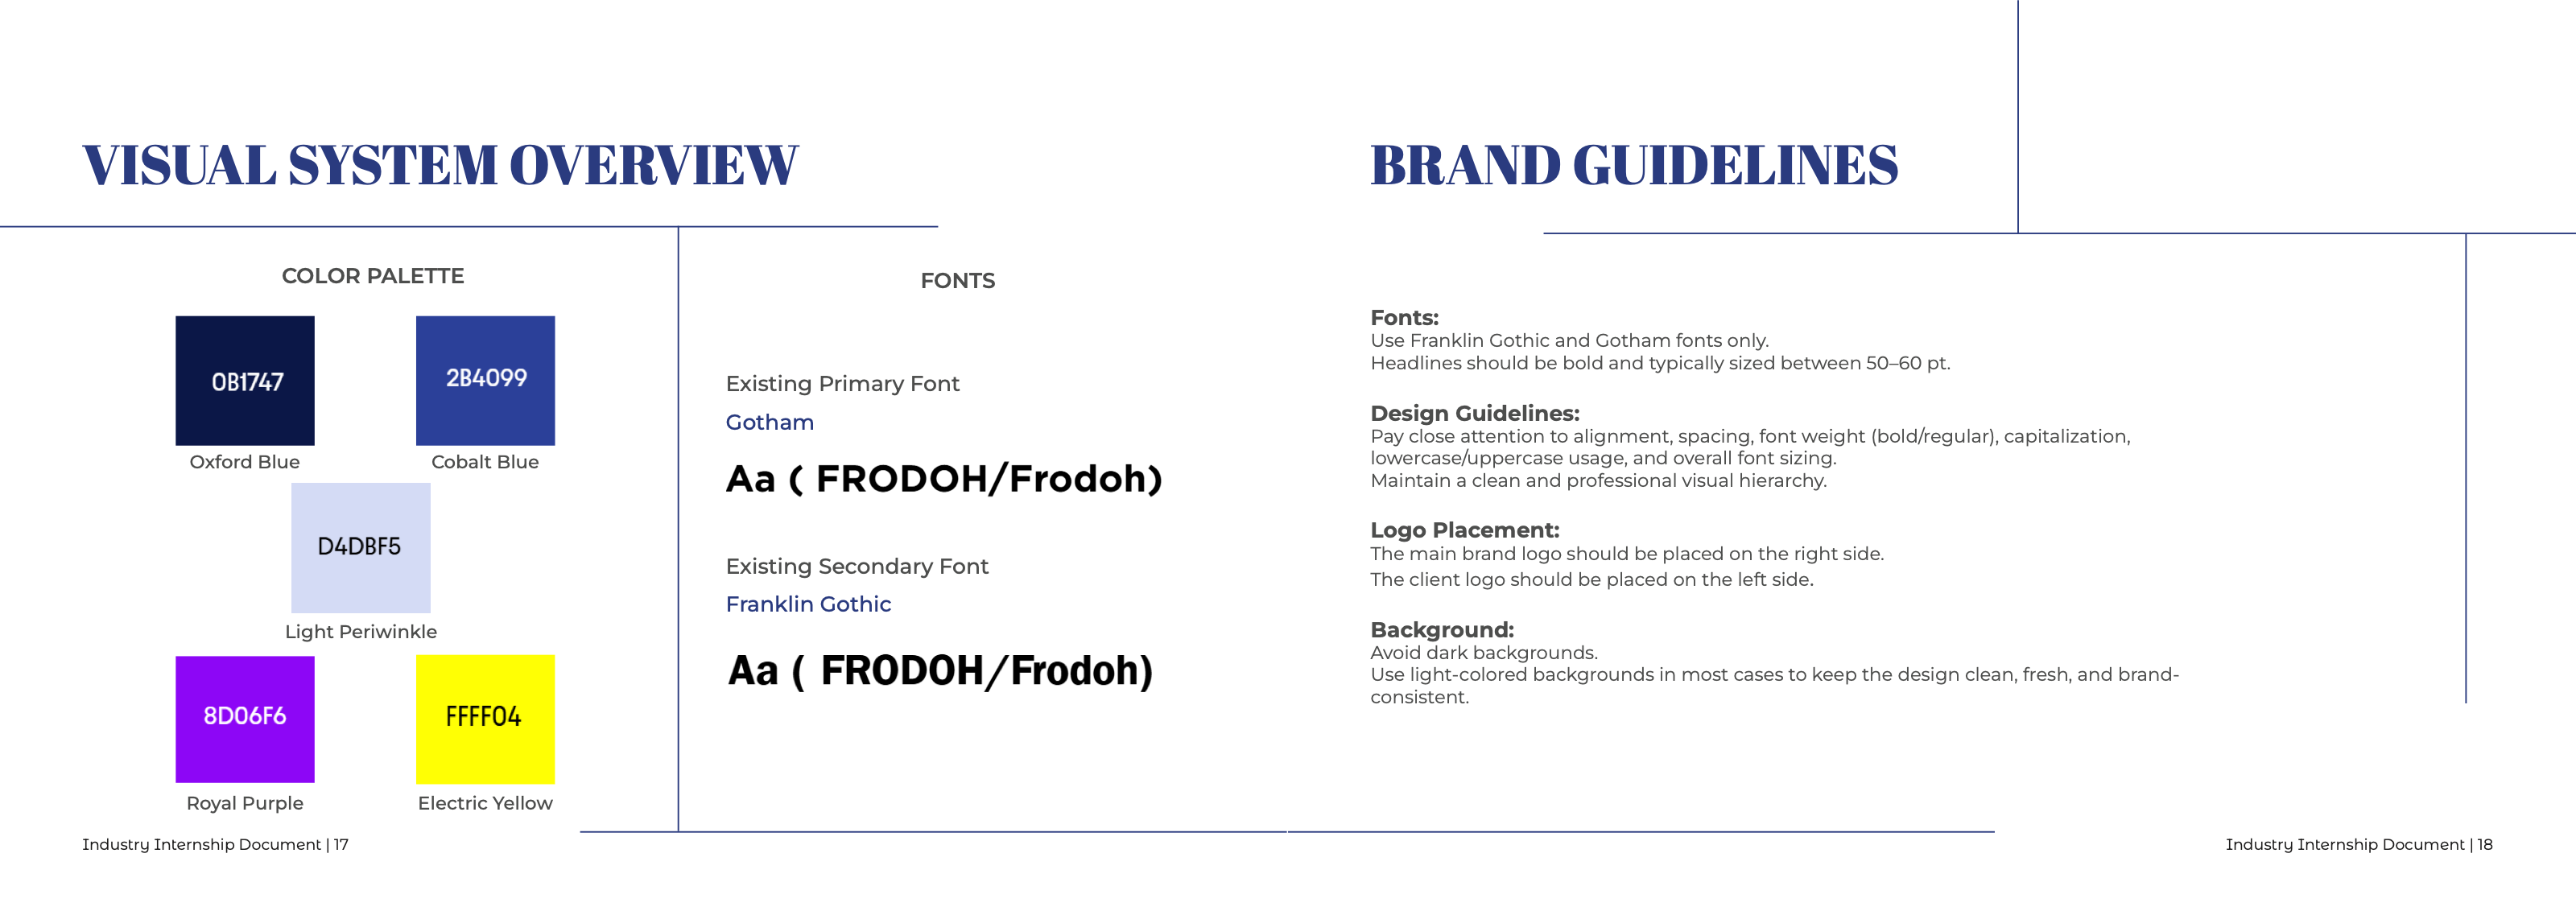 VISUAL SYSTEM OVERVIEW
COLOR PALETTE
0B1747
2B4099
Oxford Blue
Cobalt Blue
D4DBF5
Light Periwinkle
8D06F6
FFFF04
Royal Purple
Electric Yellow
FONTS
Existing Primary Font
Gotham
Aa ( FRODOH/Frodoh)
Existing Secondary Font
Franklin Gothic
Aa ( FRODOH/Frodoh)
Industry Internship Document | 17
BRAND GUIDELINES
Fonts:
Use Franklin Gothic and Gotham fonts only.
Headlines should be bold and typically sized between 50–60 pt.
Design Guidelines:
Pay close attention to alignment, spacing, font weight (bold/regular), capitalization,
lowercase/uppercase usage, and overall font sizing.
Maintain a clean and professional visual hierarchy.
Logo Placement:
The main brand logo should be placed on the right side.
The client logo should be placed on the left side.
Background:
Avoid dark backgrounds.
Use light-colored backgrounds in most cases to keep the design clean, fresh, and brand-
consistent.
Industry Internship Document | 18